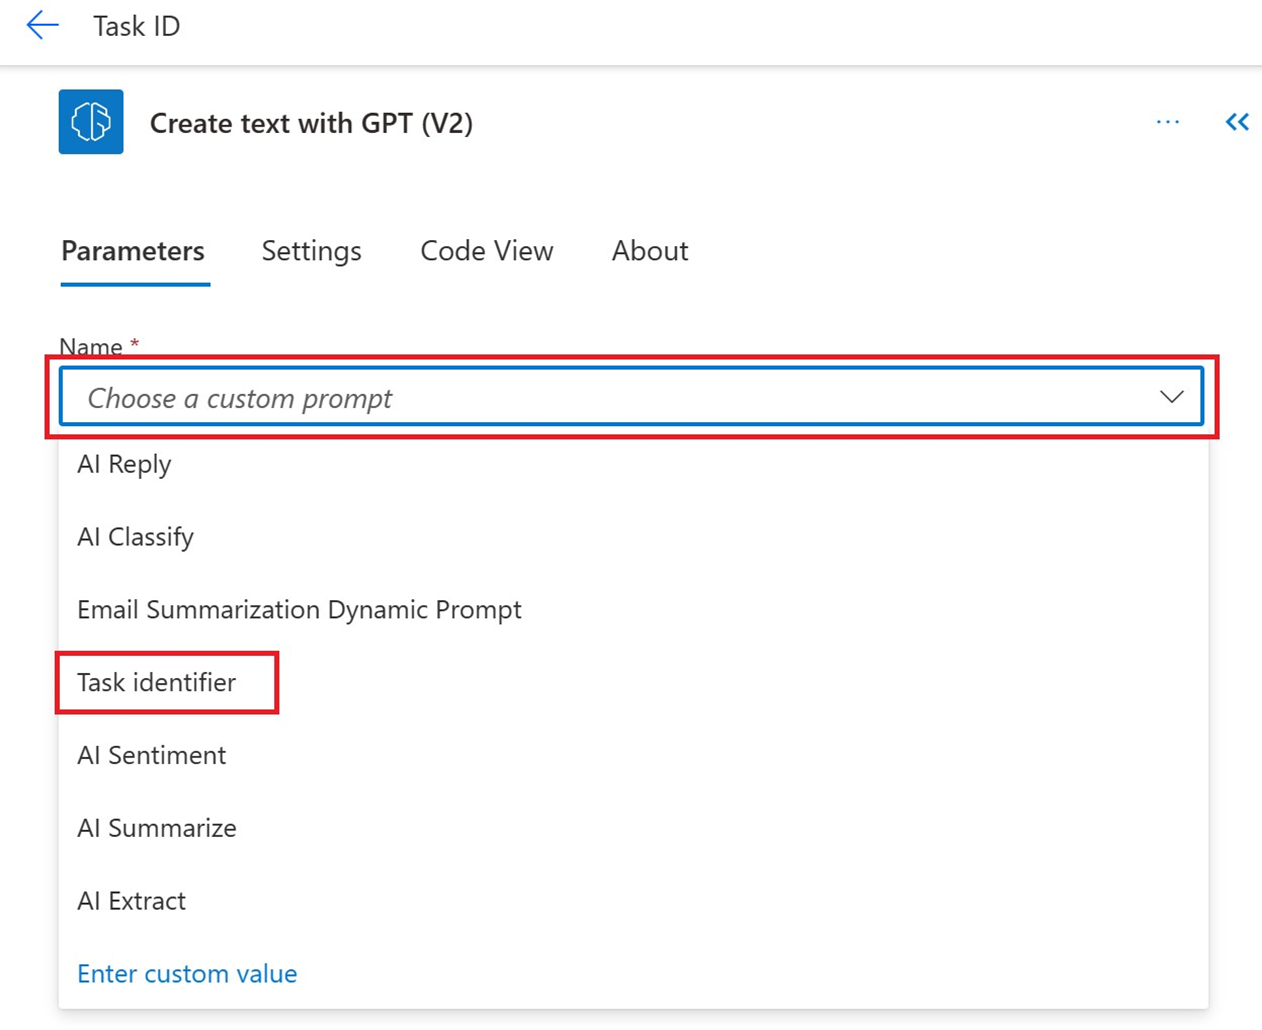 Task ID
Create text with GPT (V2)
Parameters Settings Code View About
Name *
Choose a custom prompt
AI Reply
AI Classify
Email Summarization Dynamic Prompt
Task identifier
AI Sentiment
AI Summarize
AI Extract
Enter custom value